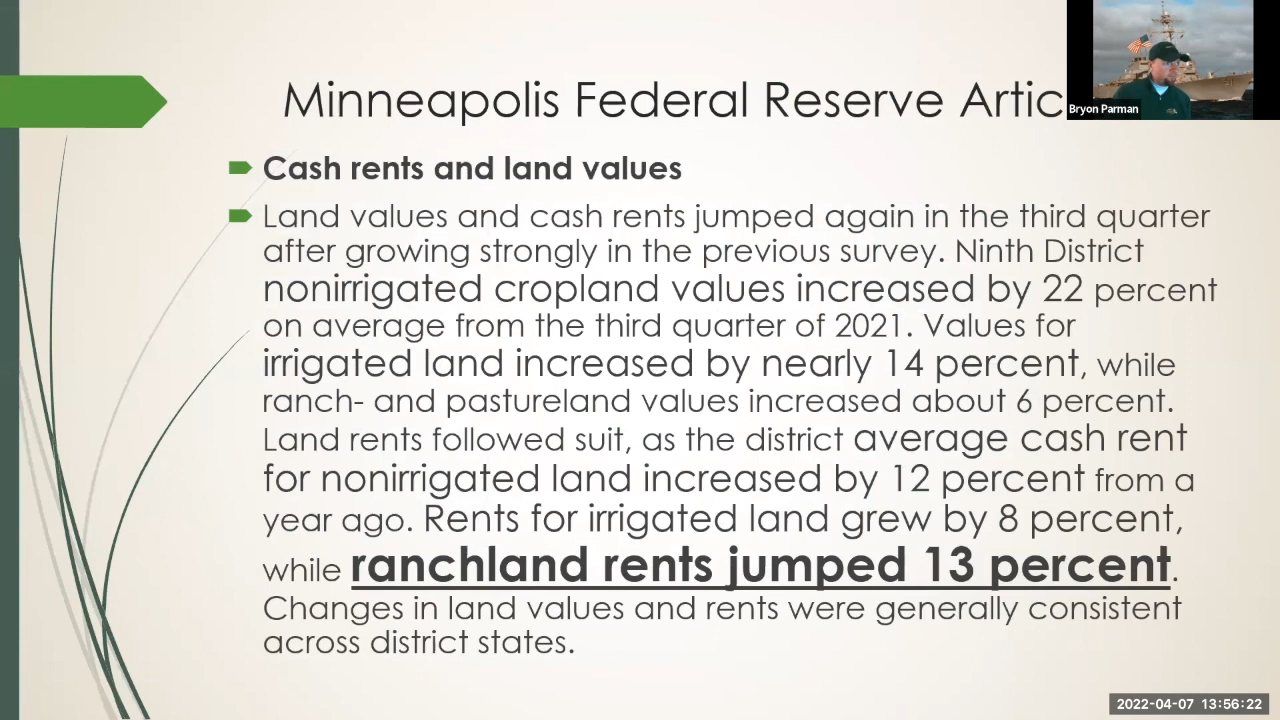 Minneapolis Federal Reserve Artic
Bryon Parman
Cash rents and land values
Land values and cash rents jumped again in the third quarter
after growing strongly in the previous survey. Ninth District
nonirrigated cropland values increased by 22 percent
on average from the third quarter of 2021. Values for
irrigated land increased by nearly 14 percent, while
ranch- and pastureland values increased about 6 percent.
Land rents followed suit, as the district average cash rent
for nonirrigated land increased by 12 percent from a
year ago. Rents for irrigated land grew by 8 percent,
while ranchland rents jumped 13 percent.
Changes in land values and rents were generally consistent
across district states.
2022-04-07 13:56:22